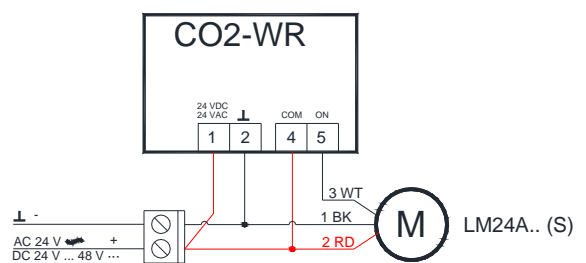 CO2-WR
24 VDC
24 VAC ⊥ COM ON
1 2 4 5
3 WT
⊥ - 1 BK
M LM24A.. (S)
AC 24 V + 2 RD
DC 24 V ... 48 V